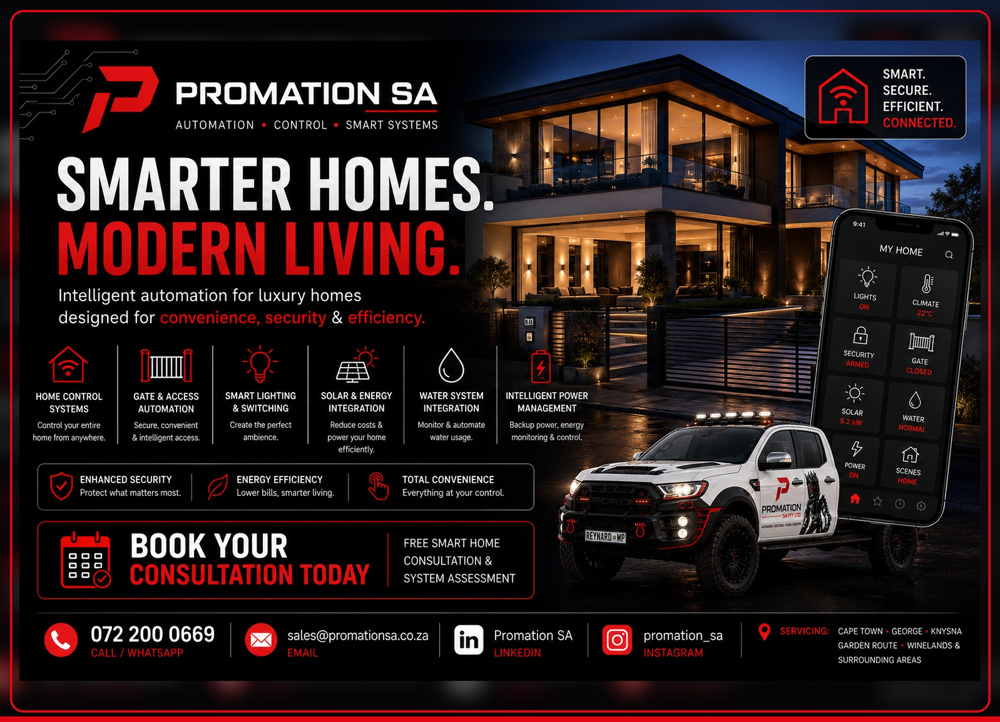 PROMATION SA
AUTOMATION • CONTROL • SMART SYSTEMS
SMART.
SECURE.
EFFICIENT.
CONNECTED.
SMARTER HOMES.
MODERN LIVING.
Intelligent automation for luxury homes
designed for convenience, security & efficiency.
HOME CONTROL
SYSTEMS
Control your entire
home from anywhere.
GATE & ACCESS
AUTOMATION
Secure, convenient
& intelligent access.
SMART LIGHTING
& SWITCHING
Create the perfect
ambience.
SOLAR & ENERGY
INTEGRATION
Reduce costs &
power your home
efficiently.
WATER SYSTEM
INTEGRATION
Monitor & automate
water usage.
INTELLIGENT POWER
MANAGEMENT
Backup power, energy
monitoring & control.
9:41
MY HOME
LIGHTS
ON
CLIMATE
22°C
SECURITY
ARMED
GATE
CLOSED
SOLAR
5.2 kW
WATER
NORMAL
POWER
ON
SCENES
HOME
ENHANCED SECURITY
Protect what matters most.
ENERGY EFFICIENCY
Lower bills, smarter living.
TOTAL CONVENIENCE
Everything at your control.
FORD
PROMATION
SA PTY LTD
REYNARD WP
BOOK YOUR
CONSULTATION TODAY
FREE SMART HOME
CONSULTATION &
SYSTEM ASSESSMENT
072 200 0669
CALL / WHATSAPP
sales@promationsa.co.za
EMAIL
in
Promation SA
LINKEDIN
promation_sa
INSTAGRAM
SERVICING: CAPE TOWN • GEORGE • KNYSNA
GARDEN ROUTE • WINELANDS &
SURROUNDING AREAS